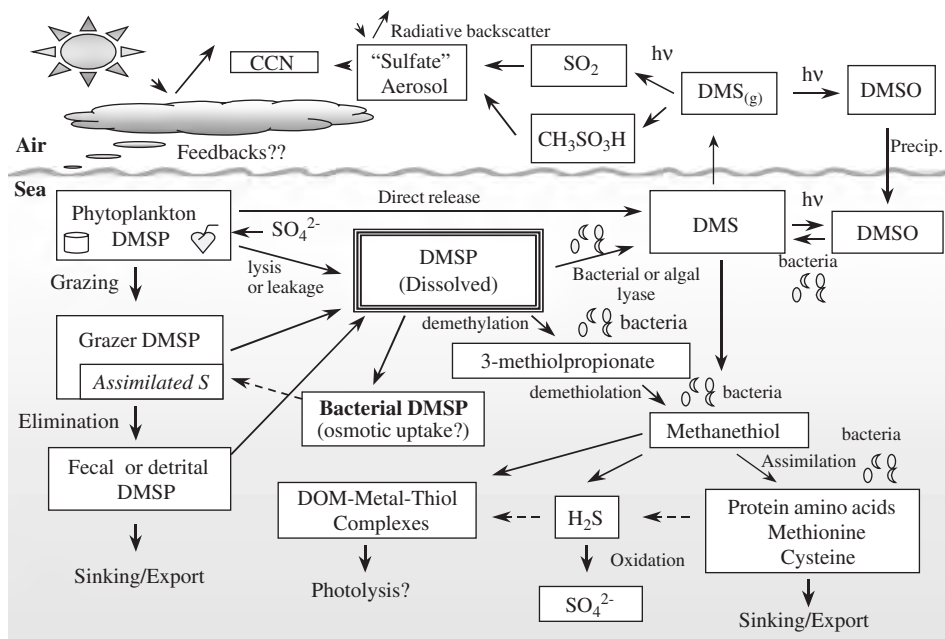 Radiative backscatter
CCN
"Sulfate"
Aerosol
SO2
hν
DMS(g)
hν
DMSO
CH3SO3H
Air
Feedbacks??
Precip.
Sea
Phytoplankton
DMSP
SO4 2-
Direct release
DMS
hν
DMSO
bacteria
lysis
or leakage
DMSP
(Dissolved)
Bacterial or algal
lyase
Grazing
demethylation
bacteria
Grazer DMSP
Assimilated S
3-methiolpropionate
demethiolation
bacteria
Elimination
Bacterial DMSP
(osmotic uptake?)
Methanethiol
bacteria
Assimilation
Fecal or detrital
DMSP
DOM-Metal-Thiol
Complexes
H2S
Protein amino acids
Methionine
Cysteine
Oxidation
Sinking/Export
Photolysis?
SO4 2-
Sinking/Export